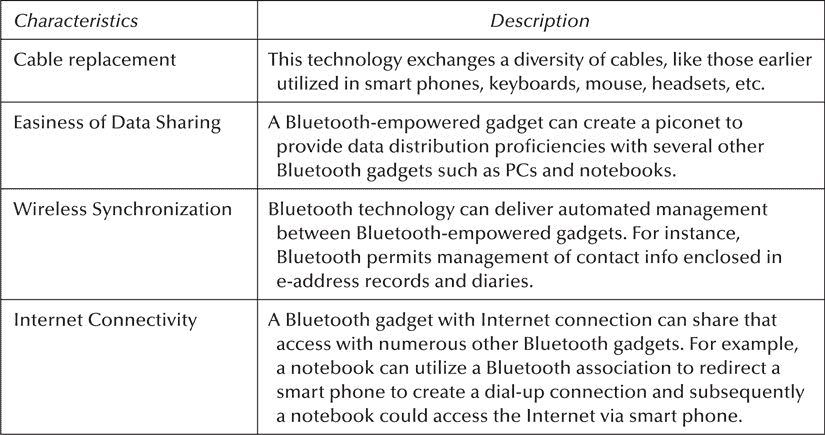 Characteristics Description
Cable replacement This technology exchanges a diversity of cables, like those earlier
utilized in smart phones, keyboards, mouse, headsets, etc.
Easiness of Data Sharing A Bluetooth-empowered gadget can create a piconet to
provide data distribution proficiencies with several other
Bluetooth gadgets such as PCs and notebooks.
Wireless Synchronization Bluetooth technology can deliver automated management
between Bluetooth-empowered gadgets. For instance,
Bluetooth permits management of contact info enclosed in
e-address records and diaries.
Internet Connectivity A Bluetooth gadget with Internet connection can share that
access with numerous other Bluetooth gadgets. For example,
a notebook can utilize a Bluetooth association to redirect a
smart phone to create a dial-up connection and subsequently
a notebook could access the Internet via smart phone.